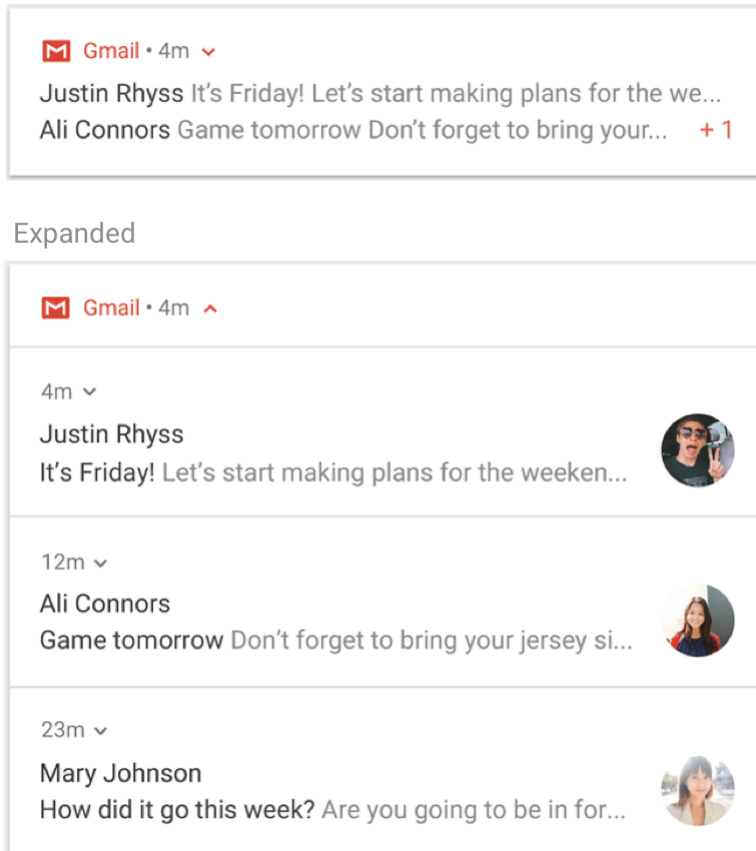 Gmail • 4m
Justin Rhyss It’s Friday! Let’s start making plans for the we...
Ali Connors Game tomorrow Don’t forget to bring your... + 1
Expanded
Gmail • 4m
4m
Justin Rhyss
It’s Friday! Let’s start making plans for the weeken...
12m
Ali Connors
Game tomorrow Don’t forget to bring your jersey si...
23m
Mary Johnson
How did it go this week? Are you going to be in for...